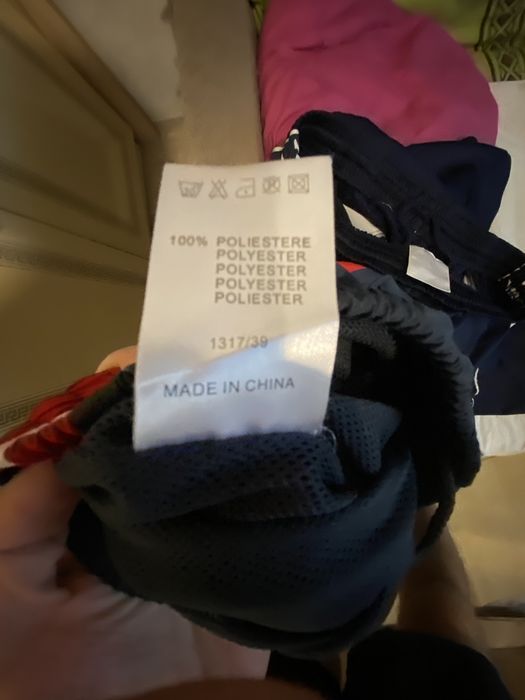 100% POLIESTERE
POLYESTER
POLYESTER
POLYESTER
POLIESTER
1317/39
MADE IN CHINA